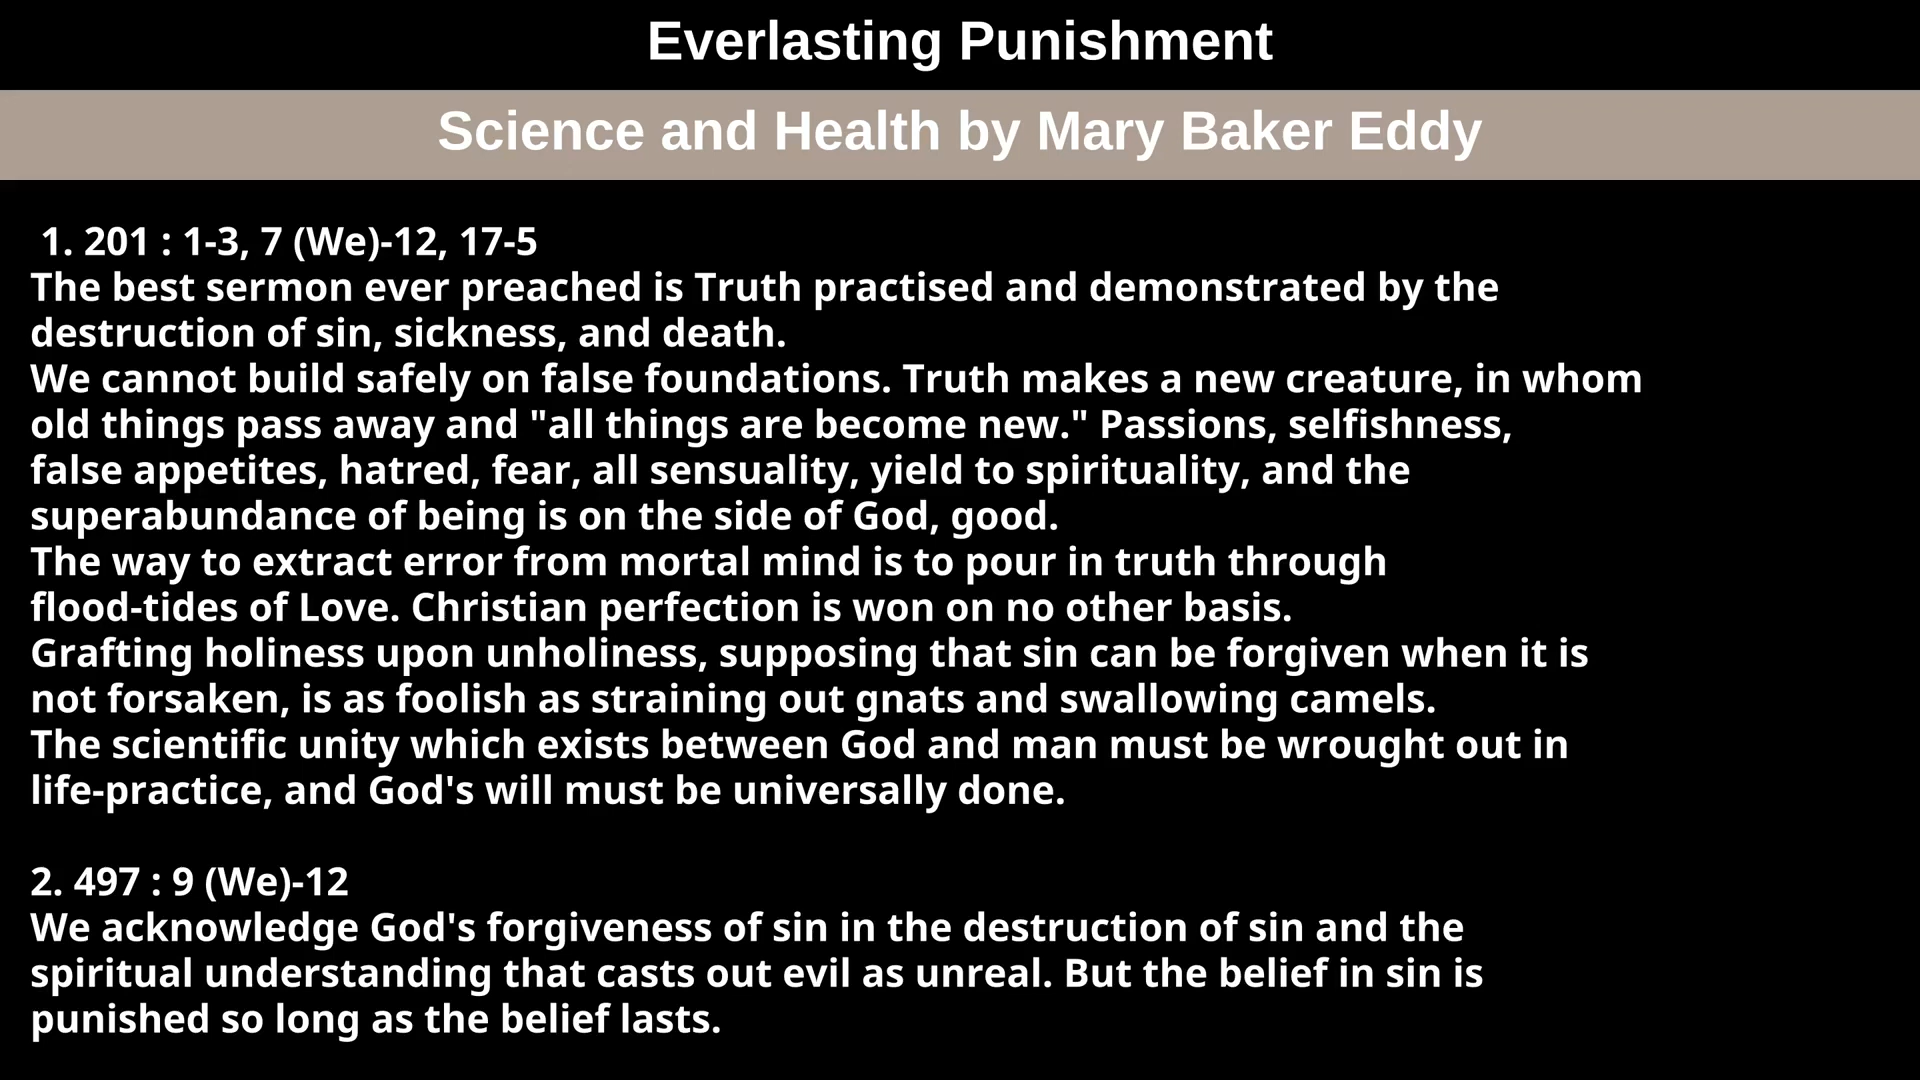 Everlasting Punishment
Science and Health by Mary Baker Eddy
1. 201 : 1-3, 7 (We)-12, 17-5
The best sermon ever preached is Truth practised and demonstrated by the
destruction of sin, sickness, and death.
We cannot build safely on false foundations. Truth makes a new creature, in whom
old things pass away and "all things are become new." Passions, selfishness,
false appetites, hatred, fear, all sensuality, yield to spirituality, and the
superabundance of being is on the side of God, good.
The way to extract error from mortal mind is to pour in truth through
flood-tides of Love. Christian perfection is won on no other basis.
Grafting holiness upon unholiness, supposing that sin can be forgiven when it is
not forsaken, is as foolish as straining out gnats and swallowing camels.
The scientific unity which exists between God and man must be wrought out in
life-practice, and God's will must be universally done.
2. 497 : 9 (We)-12
We acknowledge God's forgiveness of sin in the destruction of sin and the
spiritual understanding that casts out evil as unreal. But the belief in sin is
punished so long as the belief lasts.